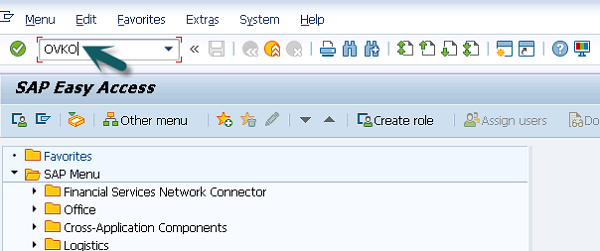 Menu Edit Favorites Extras System Help
OVKO
SAP Easy Access
Other menu Create role Assign users Do
Favorites
SAP Menu
Financial Services Network Connector
Office
Cross-Application Components
Logistics